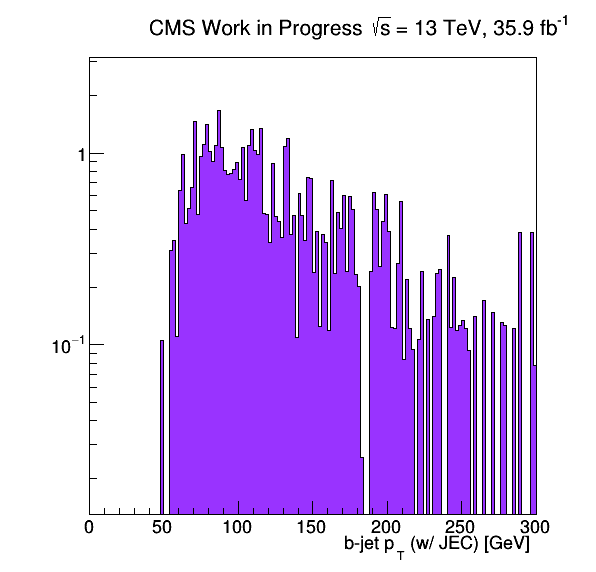 CMS Work in Progress √s = 13 TeV, 35.9 fb⁻¹
1
10⁻¹
0 50 100 150 200 250 300
b-jet p_T (w/ JEC) [GeV]